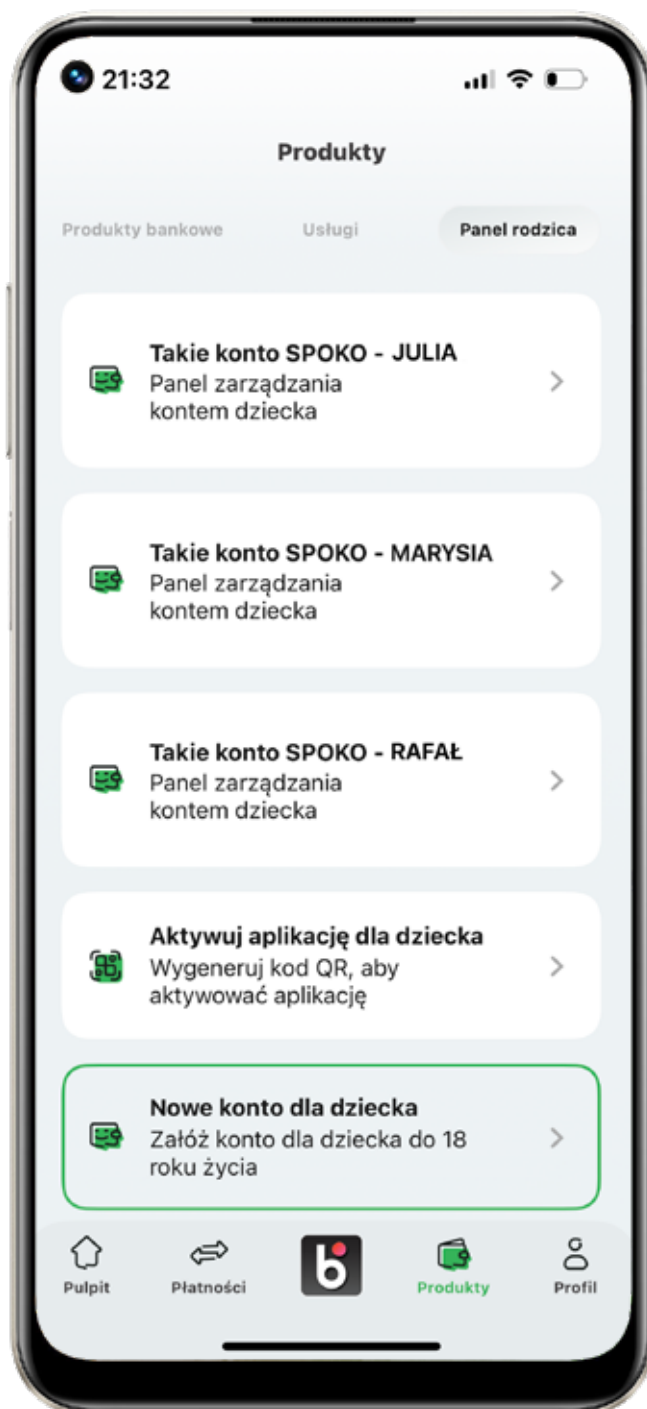 21:32
Produkty
Produkty bankowe Usługi Panel rodzica
Takie konto SPOKO - JULIA
Panel zarządzania
kontem dziecka
Takie konto SPOKO - MARYSIA
Panel zarządzania
kontem dziecka
Takie konto SPOKO - RAFAŁ
Panel zarządzania
kontem dziecka
Aktywuj aplikację dla dziecka
Wygeneruj kod QR, aby
aktywować aplikację
Nowe konto dla dziecka
Załóż konto dla dziecka do 18
roku życia
b
Pulpit Płatności Produkty Profil